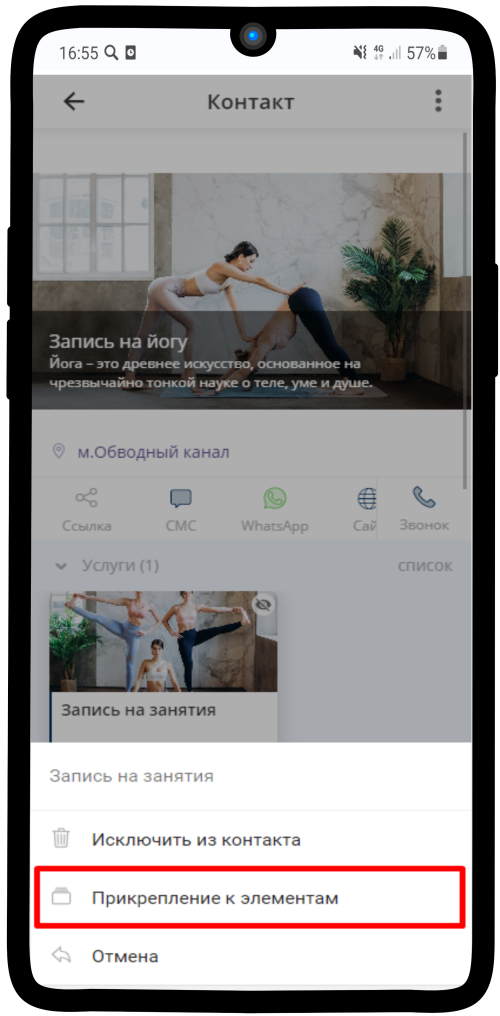 16:55
4G
57%
Контакт
Запись на йогу
Йога – это древнее искусство, основанное на
чрезвычайно тонкой науке о теле, уме и душе.
м.Обводный канал
Ссылка
СМС
WhatsApp
Сай
Звонок
Услуги (1)
список
Запись на занятия
Запись на занятия
Исключить из контакта
Прикрепление к элементам
Отмена